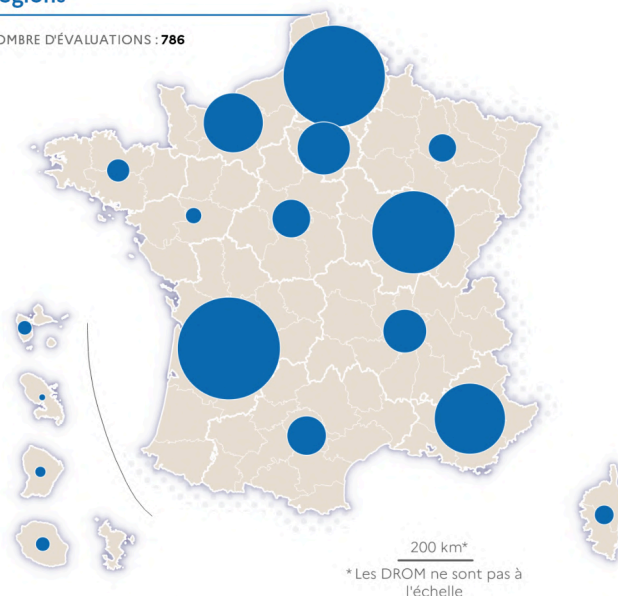 OMBRE D'ÉVALUATIONS : 786
200 km*
* Les DROM ne sont pas à
l'échelle